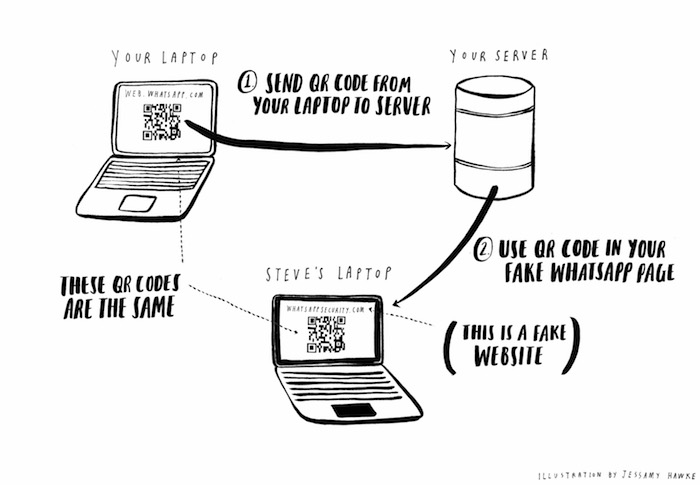 YOUR LAPTOP
YOUR SERVER
WEB.WHATSAPP.COM
① SEND QR CODE FROM
YOUR LAPTOP TO SERVER
② USE QR CODE IN YOUR
FAKE WHATSAPP PAGE
THESE QR CODES
ARE THE SAME
STEVE'S LAPTOP
WHATSAPPSECURITY.COM
(THIS IS A FAKE
WEBSITE)
ILLUSTRATION BY JESSAMY HAWKE